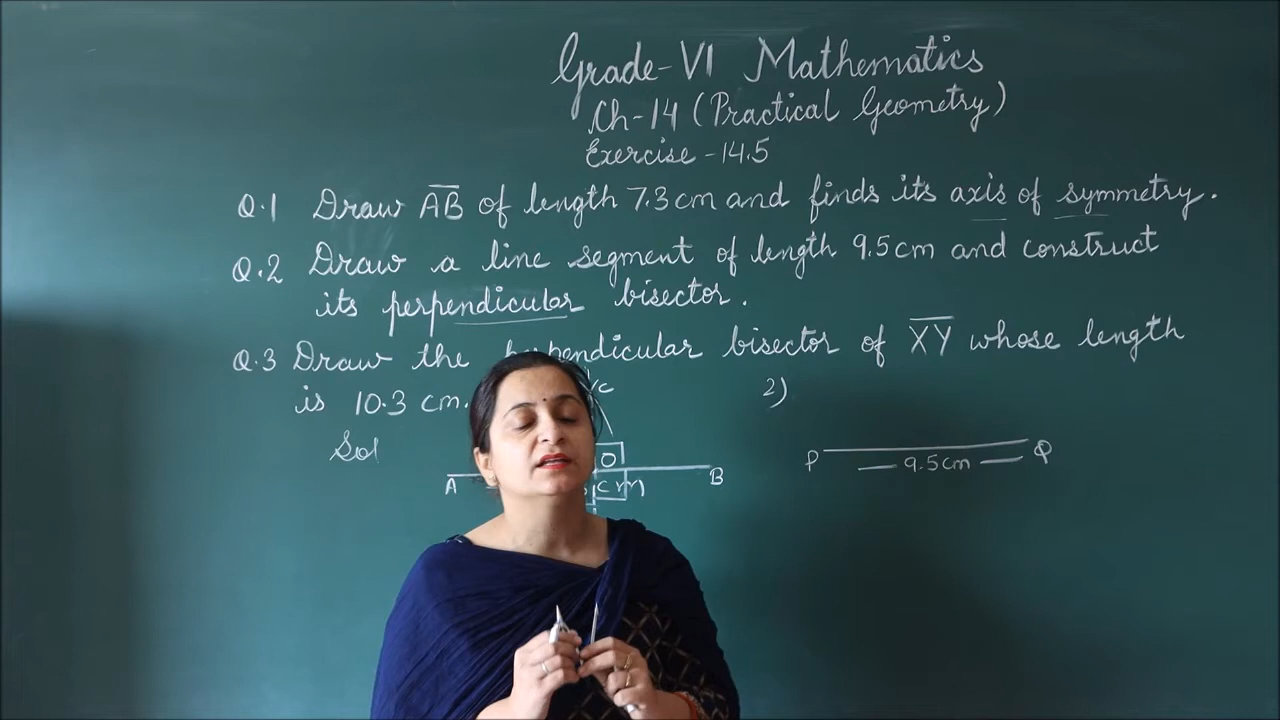 Grade-VI Mathematics
Ch-14 (Practical Geometry)
Exercise-14.5
Q.1 Draw AB of length 7.3cm and finds its axis of symmetry.
Q.2 Draw a line segment of length 9.5cm and construct
its perpendicular bisector.
Q.3 Draw the perpendicular bisector of XY whose length
is 10.3 cm.
Sol
C
O
A
cm
B
2)
P
9.5cm
Q